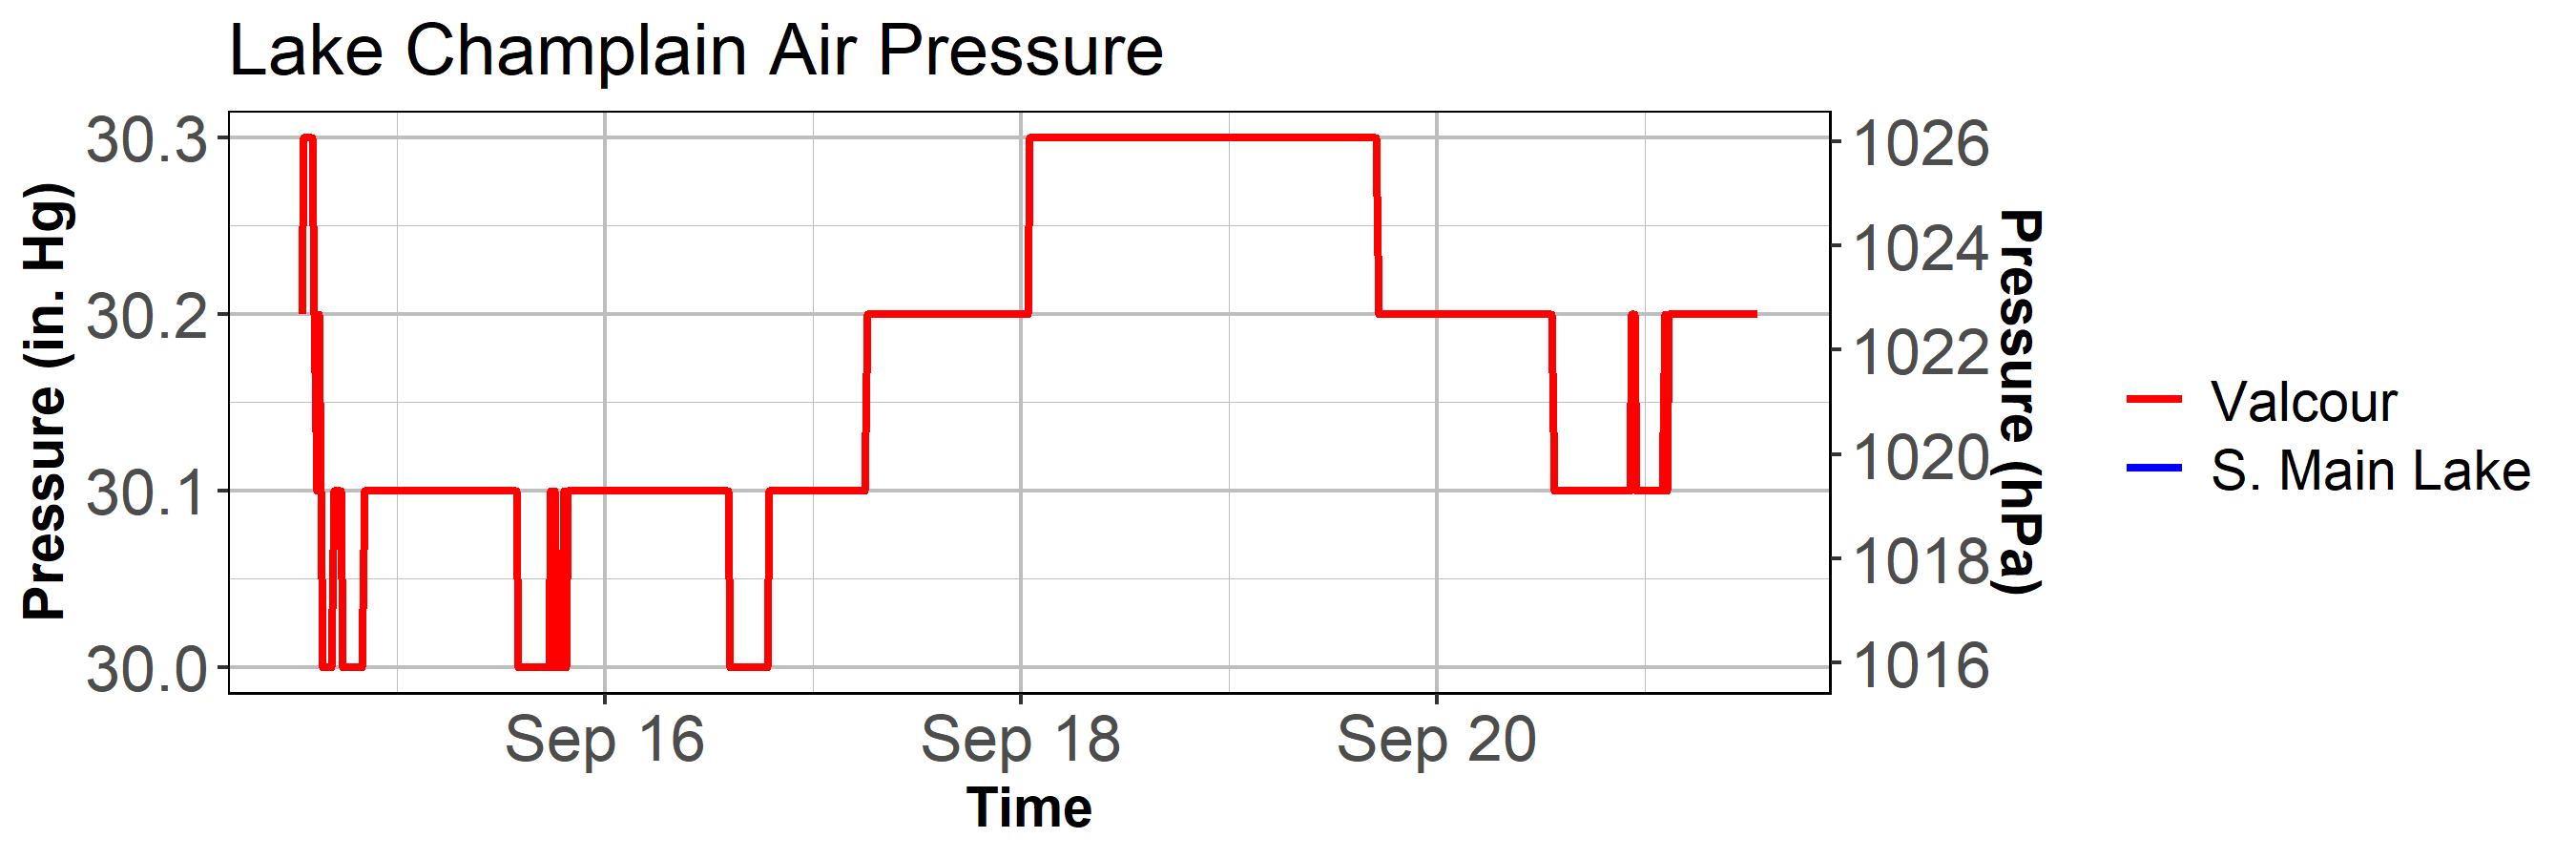 Lake Champlain Air Pressure
Pressure (in. Hg)
30.3
30.2
30.1
30.0
1026
1024
1022
1020
1018
1016
Pressure (hPa)
Sep 16
Sep 18
Sep 20
Time
Valcour
S. Main Lake